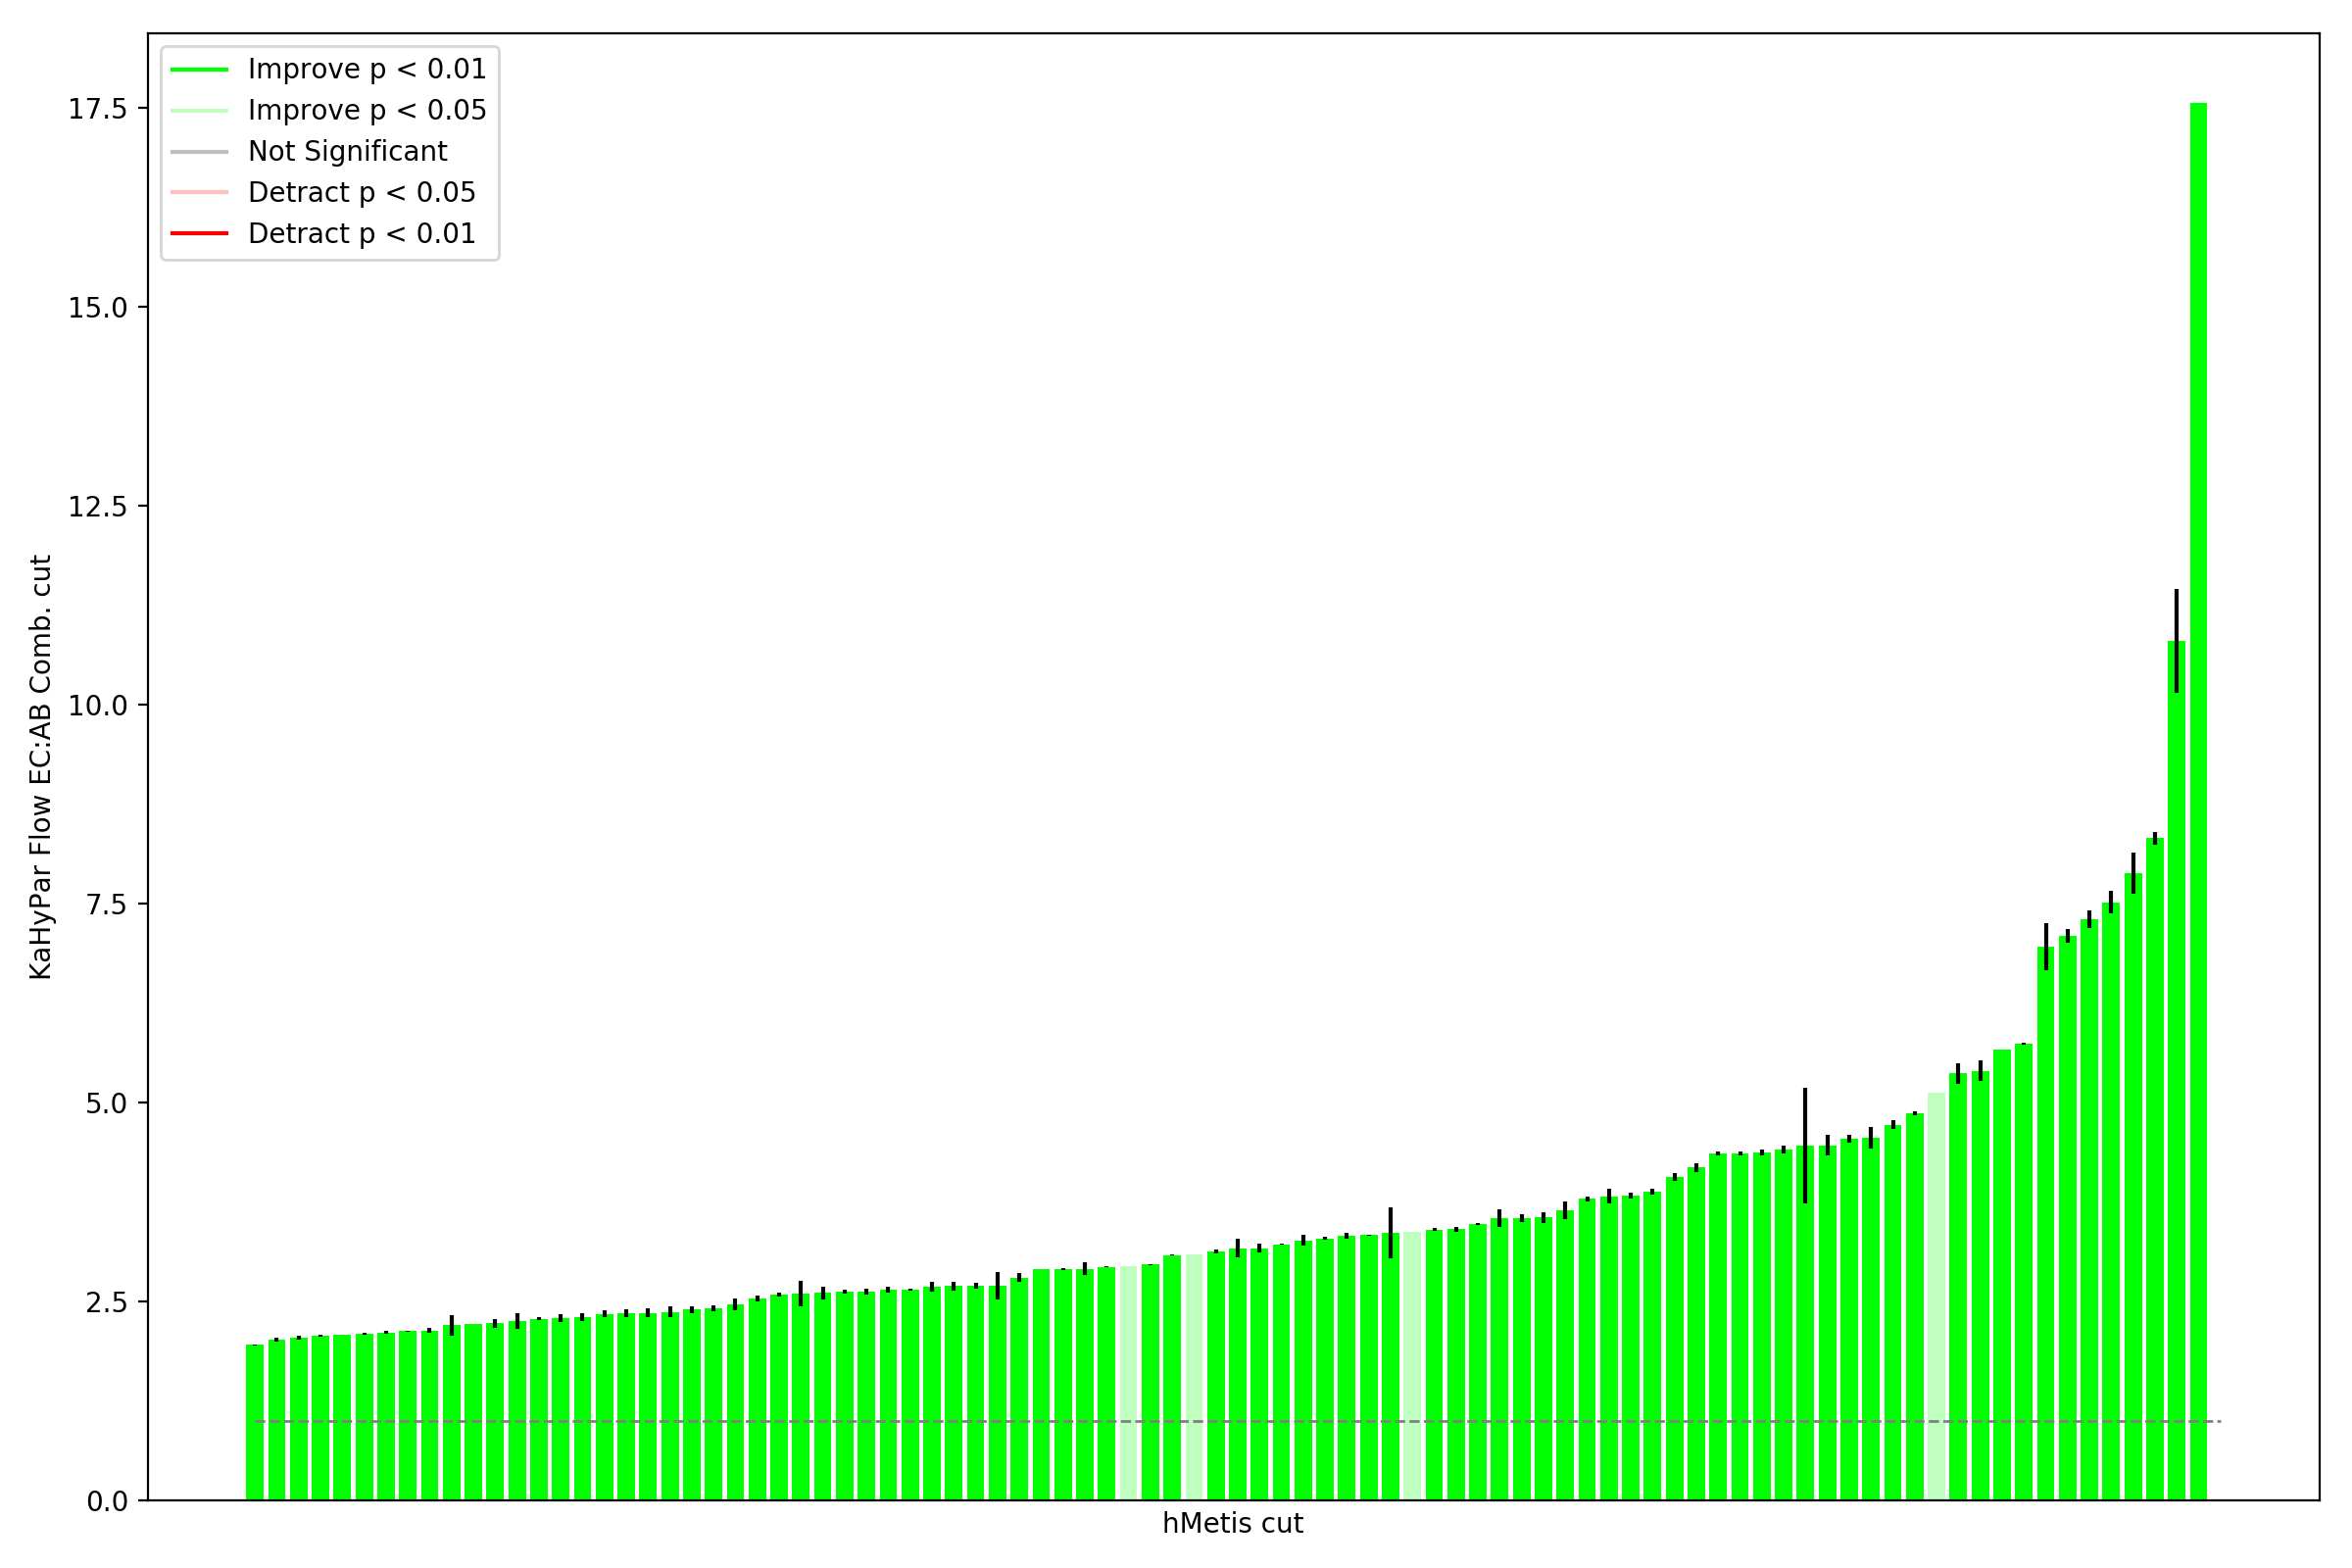 Improve p < 0.01
Improve p < 0.05
Not Significant
Detract p < 0.05
Detract p < 0.01
17.5
15.0
12.5
10.0
7.5
5.0
2.5
0.0
KaHyPar Flow EC:AB Comb. cut
hMetis cut